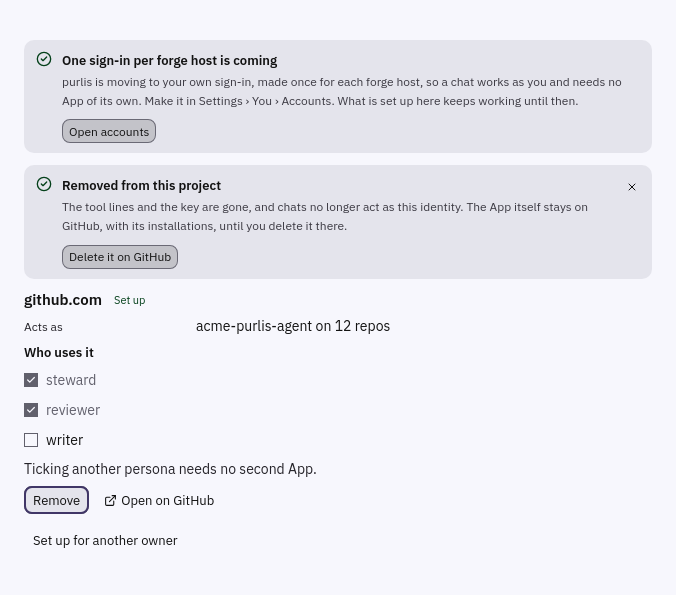 One sign-in per forge host is coming
purlis is moving to your own sign-in, made once for each forge host, so a chat works as you and needs no
App of its own. Make it in Settings › You › Accounts. What is set up here keeps working until then.
Open accounts
Removed from this project
The tool lines and the key are gone, and chats no longer act as this identity. The App itself stays on
GitHub, with its installations, until you delete it there.
Delete it on GitHub
github.com Set up
Acts as acme-purlis-agent on 12 repos
Who uses it
steward
reviewer
writer
Ticking another persona needs no second App.
Remove Open on GitHub
Set up for another owner